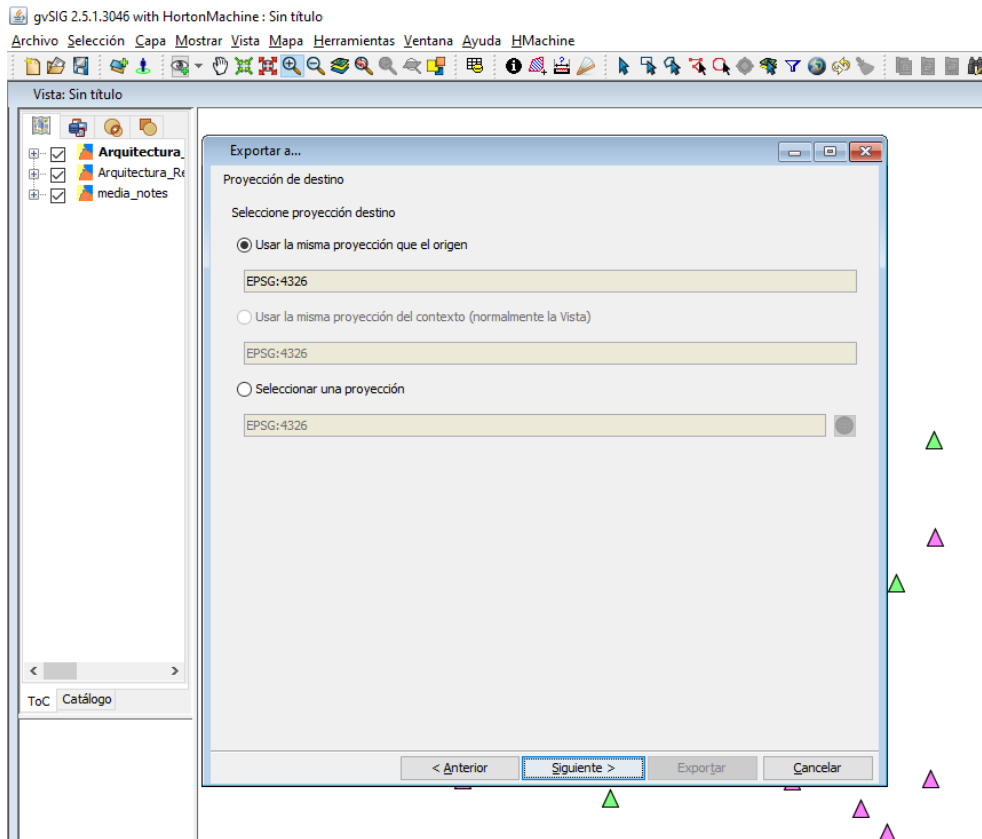 gvSIG 2.5.1.3046 with HortonMachine : Sin título
Archivo Selección Capa Mostrar Vista Mapa Herramientas Ventana Ayuda HMachine
Vista: Sin título
Arquitectura_
Arquitectura_Re
media_notes
ToC Catálogo
Exportar a...
Proyección de destino
Seleccione proyección destino
Usar la misma proyección que el origen
EPSG:4326
Usar la misma proyección del contexto (normalmente la Vista)
EPSG:4326
Seleccionar una proyección
EPSG:4326
< Anterior Siguiente > Exportar Cancelar